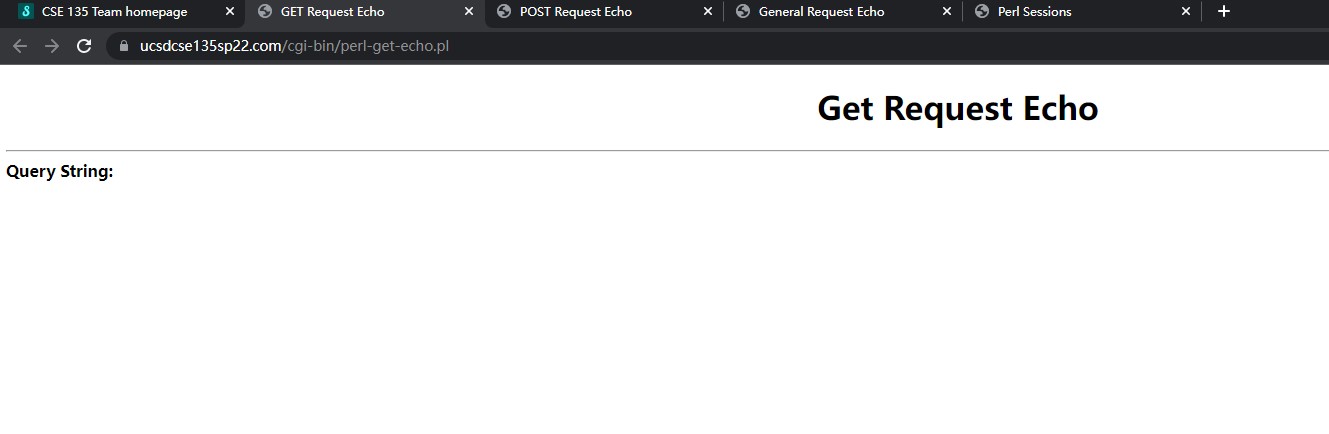 CSE 135 Team homepage
GET Request Echo
POST Request Echo
General Request Echo
Perl Sessions
ucsdcse135sp22.com/cgi-bin/perl-get-echo.pl
Get Request Echo
Query String: